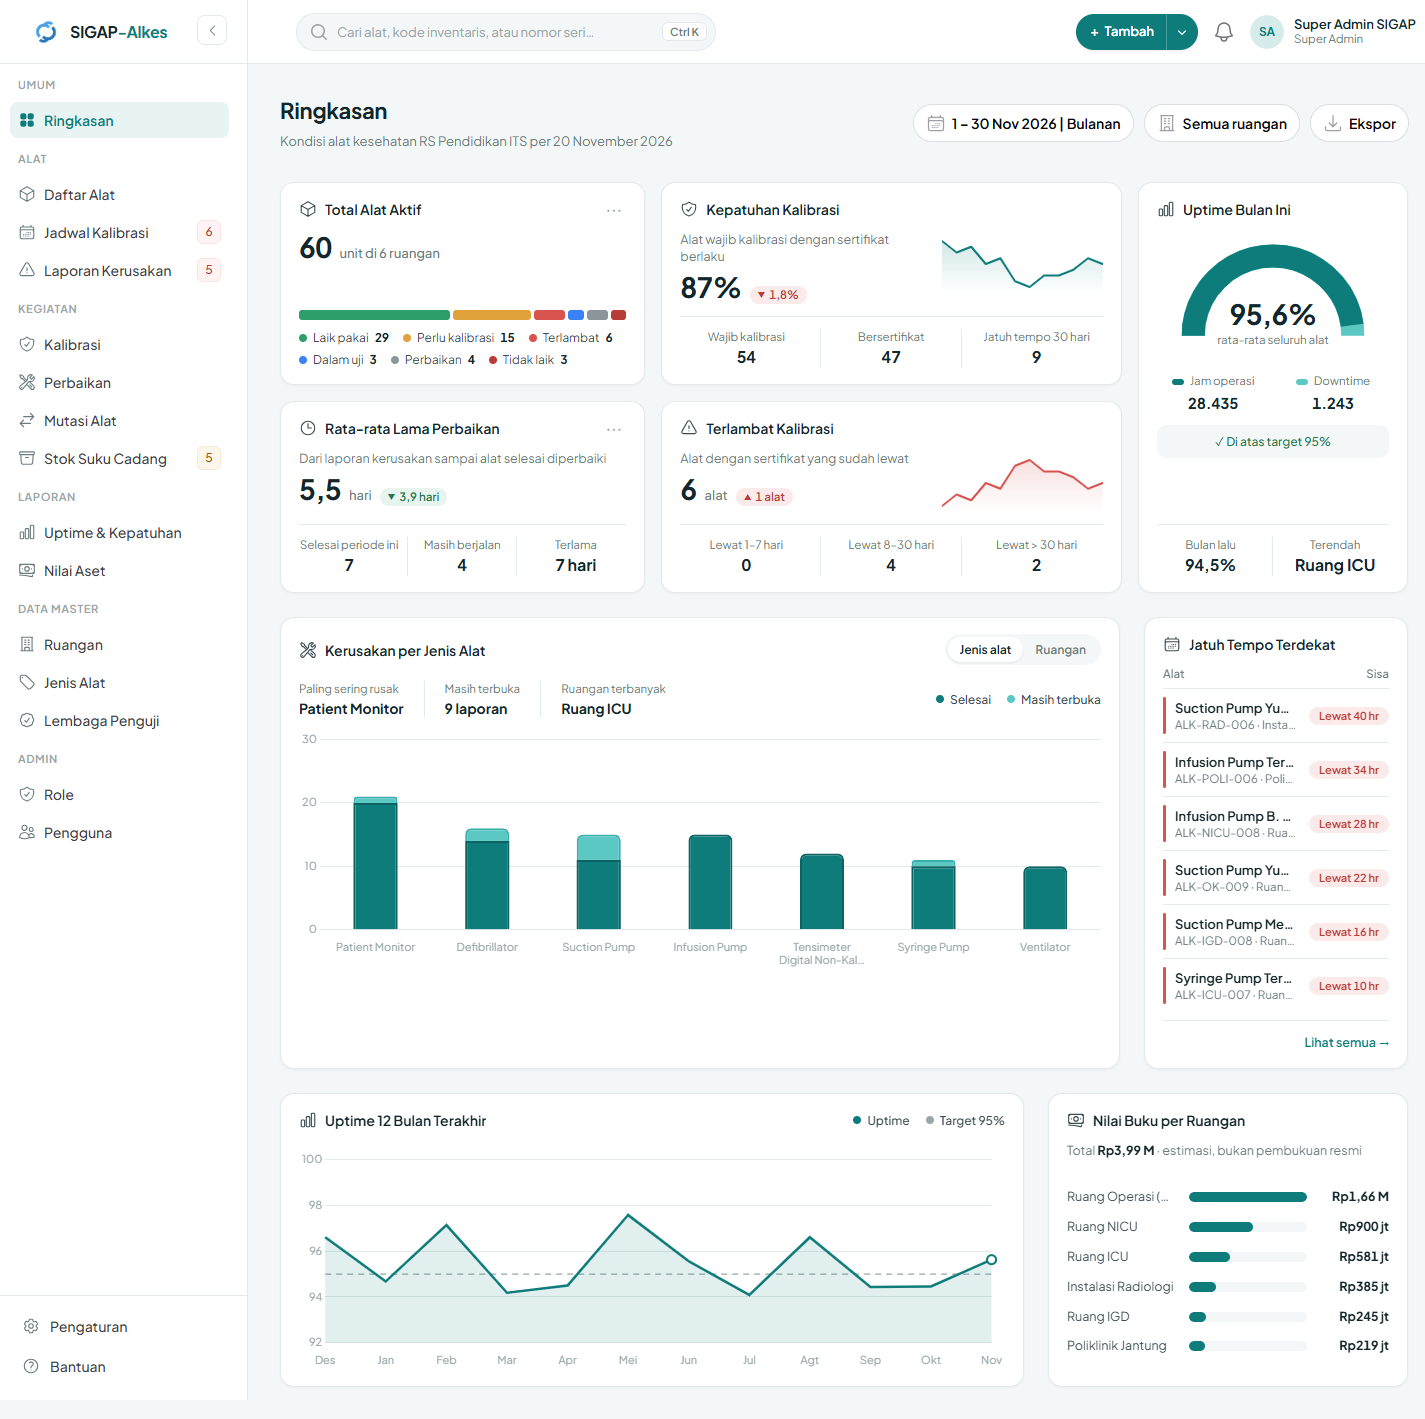 SIGAP-Alkes
Cari alat, kode inventaris, atau nomor seri...
Ctrl K
+ Tambah
SA
Super Admin SIGAP
Super Admin
UMUM
Ringkasan
ALAT
Daftar Alat
Jadwal Kalibrasi 6
Laporan Kerusakan 5
KEGIATAN
Kalibrasi
Perbaikan
Mutasi Alat
Stok Suku Cadang 5
LAPORAN
Uptime & Kepatuhan
Nilai Aset
DATA MASTER
Ruangan
Jenis Alat
Lembaga Penguji
ADMIN
Role
Pengguna
Pengaturan
Bantuan
Ringkasan
Kondisi alat kesehatan RS Pendidikan ITS per 20 November 2026
1 – 30 Nov 2026 | Bulanan
Semua ruangan
Ekspor
Total Alat Aktif
60 unit di 6 ruangan
Laik pakai 29 Perlu kalibrasi 15 Terlambat 6
Dalam uji 3 Perbaikan 4 Tidak laik 3
Kepatuhan Kalibrasi
Alat wajib kalibrasi dengan sertifikat
berlaku
87% ▼ 1,8%
Wajib kalibrasi Bersertifikat Jatuh tempo 30 hari
54 47 9
Uptime Bulan Ini
95,6%
rata-rata seluruh alat
Jam operasi Downtime
28.435 1.243
✓ Di atas target 95%
Bulan lalu Terendah
94,5% Ruang ICU
Rata-rata Lama Perbaikan
Dari laporan kerusakan sampai alat selesai diperbaiki
5,5 hari ▼ 3,9 hari
Selesai periode ini Masih berjalan Terlama
7 4 7 hari
Terlambat Kalibrasi
Alat dengan sertifikat yang sudah lewat
6 alat ▲ 1 alat
Lewat 1–7 hari Lewat 8–30 hari Lewat > 30 hari
0 4 2
Kerusakan per Jenis Alat
Jenis alat Ruangan
Paling sering rusak Masih terbuka Ruangan terbanyak
Patient Monitor 9 laporan Ruang ICU
Selesai Masih terbuka
30
20
10
0
Patient Monitor Defibrillator Suction Pump Infusion Pump Tensimeter Syringe Pump Ventilator
Digital Non-Kal...
Jatuh Tempo Terdekat
Alat Sisa
Suction Pump Yu...
ALK-RAD-006 · Insta...
Lewat 40 hr
Infusion Pump Ter...
ALK-POLI-006 · Poli...
Lewat 34 hr
Infusion Pump B. ...
ALK-NICU-008 · Rua...
Lewat 28 hr
Suction Pump Yu...
ALK-OK-009 · Ruan...
Lewat 22 hr
Suction Pump Me...
ALK-IGD-008 · Ruan...
Lewat 16 hr
Syringe Pump Ter...
ALK-ICU-007 · Ruan...
Lewat 10 hr
Lihat semua →
Uptime 12 Bulan Terakhir
Uptime Target 95%
100
98
96
94
92
Des Jan Feb Mar Apr Mei Jun Jul Agt Sep Okt Nov
Nilai Buku per Ruangan
Total Rp3,99 M · estimasi, bukan pembukuan resmi
Ruang Operasi (... Rp1,66 M
Ruang NICU Rp900 jt
Ruang ICU Rp581 jt
Instalasi Radiologi Rp385 jt
Ruang IGD Rp245 jt
Poliklinik Jantung Rp219 jt